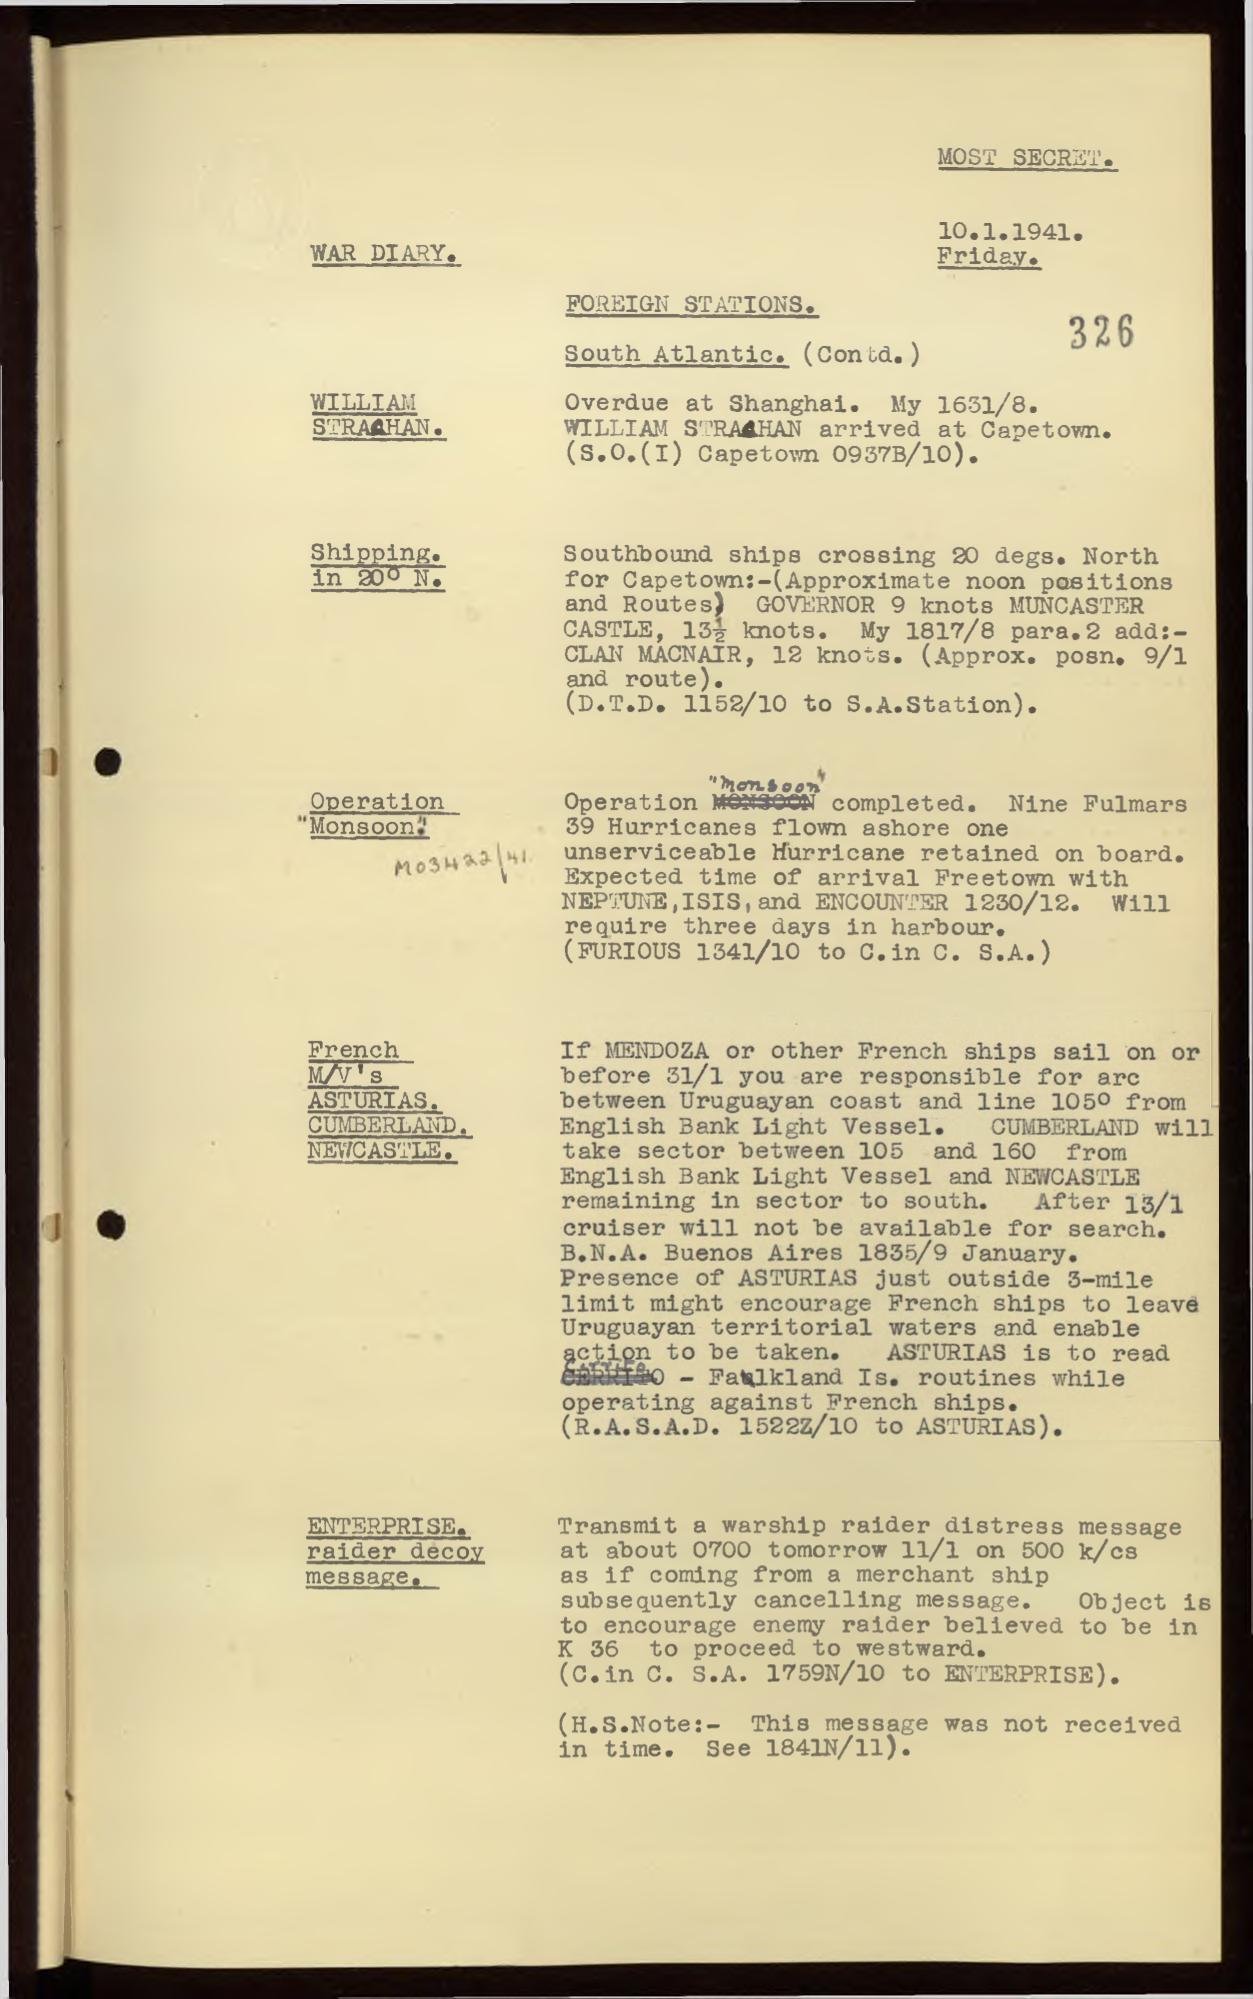 MOST SECRET.
10.1.1941.
Friday.
WAR DIARY.
FOREIGN STATIONS.
326
South Atlantic. (Contd.)
WILLIAM
STRACHAN.
Overdue at Shanghai. My 1631/8.
WILLIAM STRACHAN arrived at Capetown.
(S.O.(I) Capetown 0937B/10).
Shipping.
in 20° N.
Southbound ships crossing 20 degs. North
for Capetown:-(Approximate noon positions
and Routes) GOVERNOR 9 knots MUNCASTER
CASTLE, 13½ knots. My 1817/8 para.2 add:-
CLAN MACNAIR, 12 knots. (Approx. posn. 9/1
and route).
(D.T.D. 1152/10 to S.A.Station).
Operation
"Monsoon".
M03422/41
"Monsoon"
Operation MONSOON completed. Nine Fulmars
39 Hurricanes flown ashore one
unserviceable Hurricane retained on board.
Expected time of arrival Freetown with
NEPTUNE,ISIS,and ENCOUNTER 1230/12. Will
require three days in harbour.
(FURIOUS 1341/10 to C.in C. S.A.)
French
M/V's
ASTURIAS.
CUMBERLAND.
NEWCASTLE.
If MENDOZA or other French ships sail on or
before 31/1 you are responsible for arc
between Uruguayan coast and line 105° from
English Bank Light Vessel. CUMBERLAND will
take sector between 105 and 160 from
English Bank Light Vessel and NEWCASTLE
remaining in sector to south. After 13/1
cruiser will not be available for search.
B.N.A. Buenos Aires 1835/9 January.
Presence of ASTURIAS just outside 3-mile
limit might encourage French ships to leave
Uruguayan territorial waters and enable
action to be taken. ASTURIAS is to read
- Faulkland Is. routines while
operating against French ships.
(R.A.S.A.D. 1522Z/10 to ASTURIAS).
ENTERPRISE.
raider decoy
message.
Transmit a warship raider distress message
at about 0700 tomorrow 11/1 on 500 k/cs
as if coming from a merchant ship
subsequently cancelling message. Object is
to encourage enemy raider believed to be in
K 36 to proceed to westward.
(C.in C. S.A. 1759N/10 to ENTERPRISE).
(H.S.Note:- This message was not received
in time. See 1841N/11).